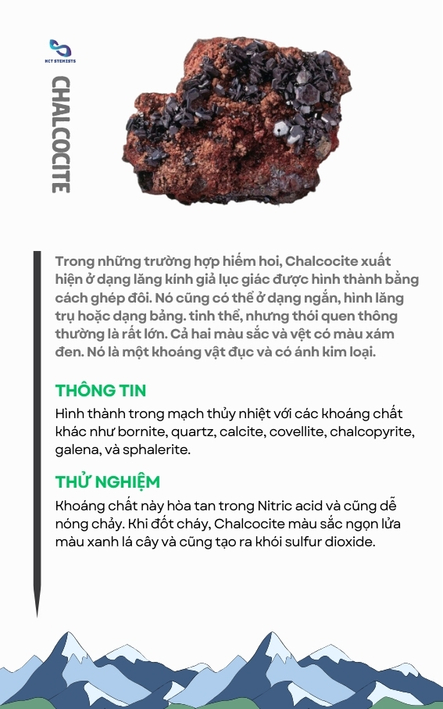 NCT STEMSETS
CHALCOCITE
Trong những trường hợp hiếm hoi, Chalcocite xuất
hiện ở dạng lăng kính giả lục giác được hình thành bằng
cách ghép đôi. Nó cũng có thể ở dạng ngắn, hình lăng
trụ hoặc dạng bảng. tinh thể, nhưng thói quen thông
thường là rất lớn. Cả hai màu sắc và vệt có màu xám
đen. Nó là một khoáng vật đục và có ánh kim loại.
THÔNG TIN
Hình thành trong mạch thủy nhiệt với các khoáng chất
khác như bornite, quartz, calcite, covellite, chalcopyrite,
galena, và sphalerite.
THỬ NGHIỆM
Khoáng chất này hòa tan trong Nitric acid và cũng dễ
nóng chảy. Khi đốt cháy, Chalcocite màu sắc ngọn lửa
màu xanh lá cây và cũng tạo ra khói sulfur dioxide.